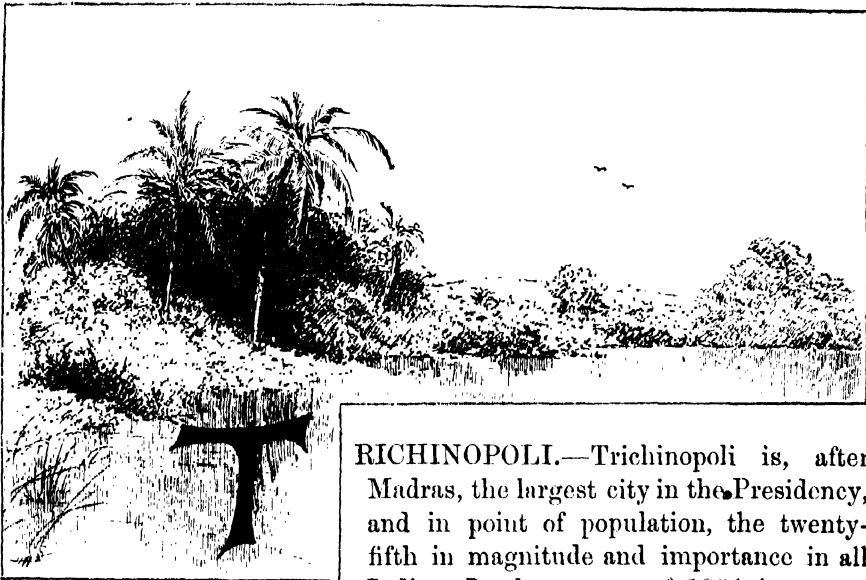 TRICHINOPOLI.—Trichinopoli is, after
Madras, the largest city in the Presidency,
and in point of population, the twenty-
fifth in magnitude and importance in all